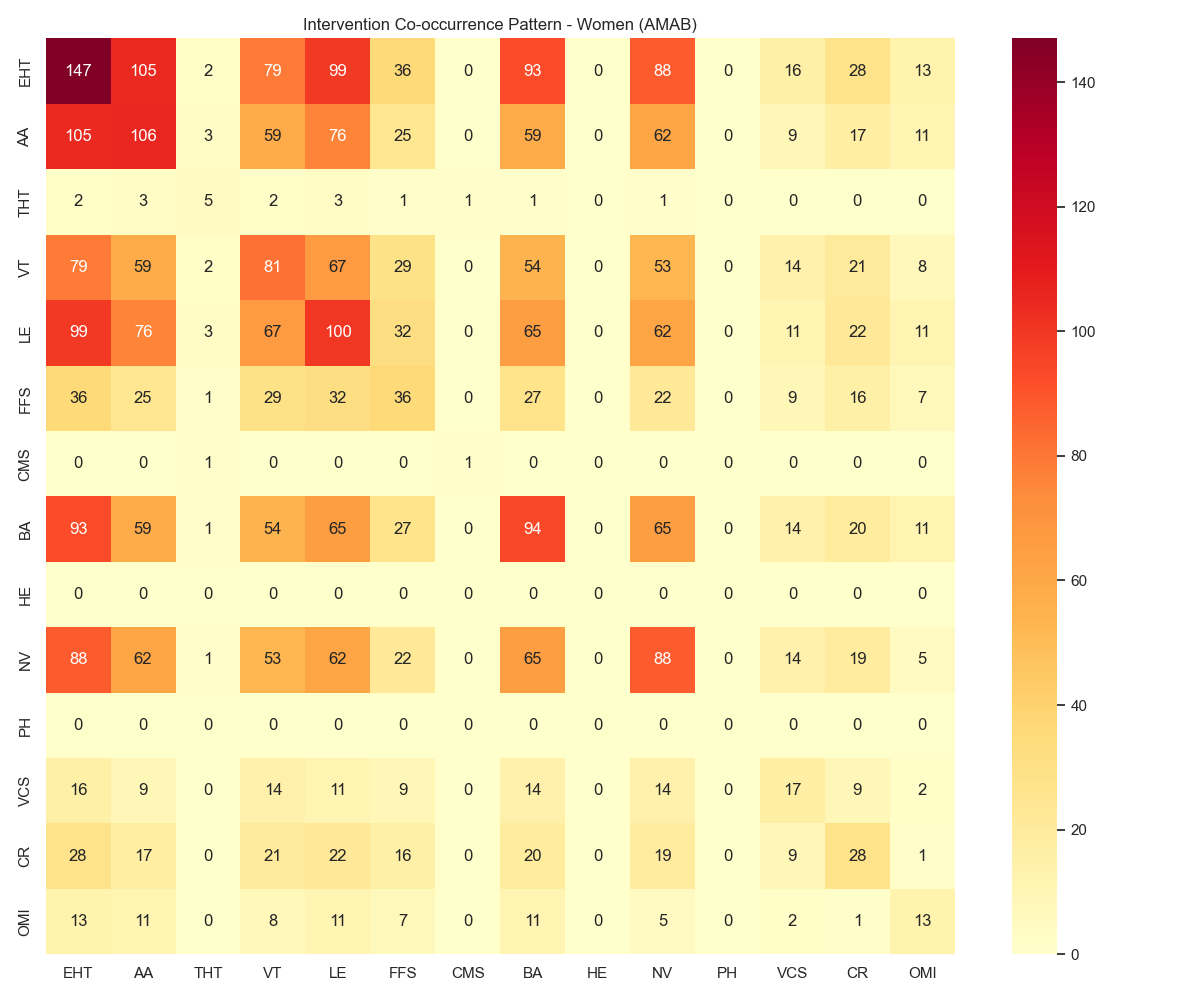 Intervention Co-occurrence Pattern - Women (AMAB)
EHT 147 105 2 79 99 36 0 93 0 88 0 16 28 13
AA 105 106 3 59 76 25 0 59 0 62 0 9 17 11
THT 2 3 5 2 3 1 1 1 0 1 0 0 0 0
VT 79 59 2 81 67 29 0 54 0 53 0 14 21 8
LE 99 76 3 67 100 32 0 65 0 62 0 11 22 11
FFS 36 25 1 29 32 36 0 27 0 22 0 9 16 7
CMS 0 0 1 0 0 0 1 0 0 0 0 0 0 0
BA 93 59 1 54 65 27 0 94 0 65 0 14 20 11
HE 0 0 0 0 0 0 0 0 0 0 0 0 0 0
NV 88 62 1 53 62 22 0 65 0 88 0 14 19 5
PH 0 0 0 0 0 0 0 0 0 0 0 0 0 0
VCS 16 9 0 14 11 9 0 14 0 14 0 17 9 2
CR 28 17 0 21 22 16 0 20 0 19 0 9 28 1
OMI 13 11 0 8 11 7 0 11 0 5 0 2 1 13
EHT AA THT VT LE FFS CMS BA HE NV PH VCS CR OMI
140
120
100
80
60
40
20
0